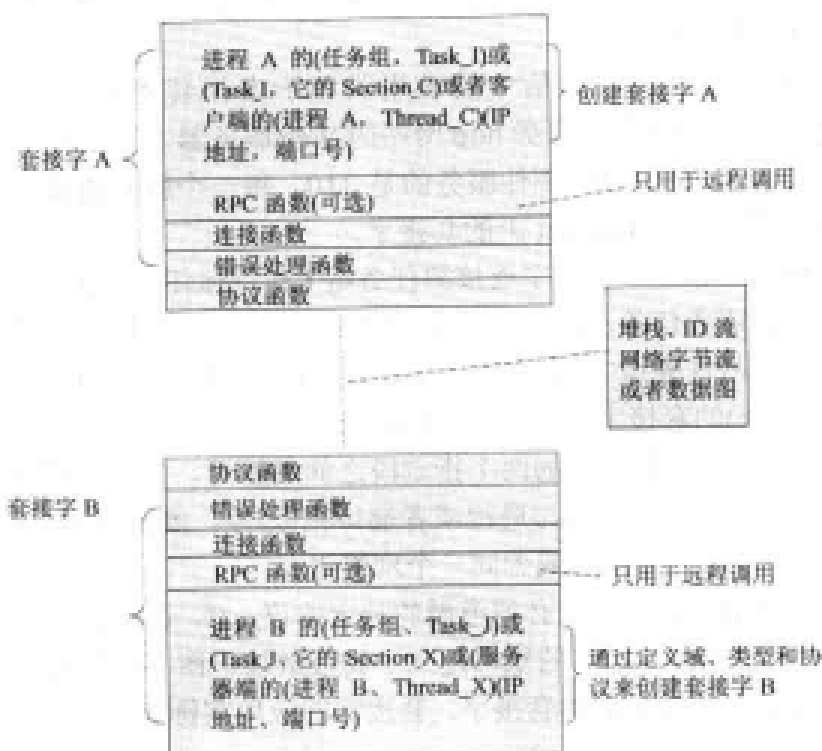 进程 A 的(任务组，Task_I)或
(Task_I，它的 Section_C)或者客
户端的(进程 A，Thread_C)(IP
地址，端口号)
创建套接字 A
套接字 A
只用于远程调用
RPC 函数(可选)
连接函数
错误处理函数
协议函数
堆栈、ID 流
网络字节流
或者数据图
协议函数
套接字 B
错误处理函数
连接函数
RPC 函数(可选)
只用于远程调用
进程 B 的(任务组、Task_J)或
(Task_J、它的 Section_X)或(服务
器端的(进程 B、Thread_X)(IP
地址、端口号)
通过定义域、类型和协
议来创建套接字 B